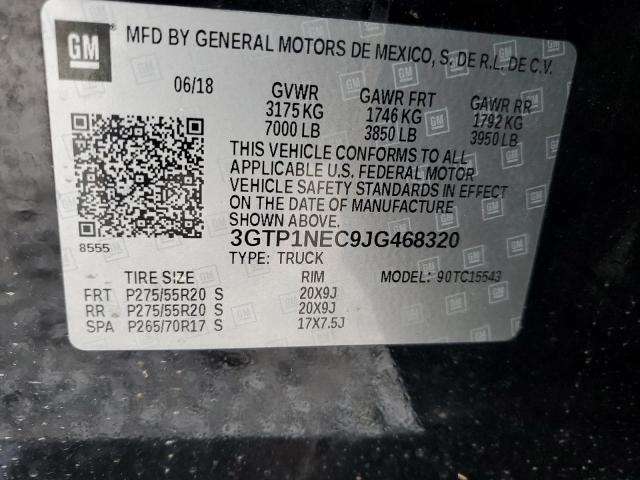 GM
MFD BY GENERAL MOTORS DE MEXICO, S. DE R.L. DE C.V.
06/18 GVWR GAWR FRT GAWR RR
3175 KG 1746 KG 1792 KG
7000 LB 3850 LB 3950 LB
THIS VEHICLE CONFORMS TO ALL
APPLICABLE U.S. FEDERAL MOTOR
VEHICLE SAFETY STANDARDS IN EFFECT
ON THE DATE OF MANUFACTURE
SHOWN ABOVE.
8555 3GTP1NEC9JG468320
TYPE: TRUCK
TIRE SIZE RIM MODEL: 90TC15543
FRT P275/55R20 S 20X9J
RR P275/55R20 S 20X9J
SPA P265/70R17 S 17X7.5J